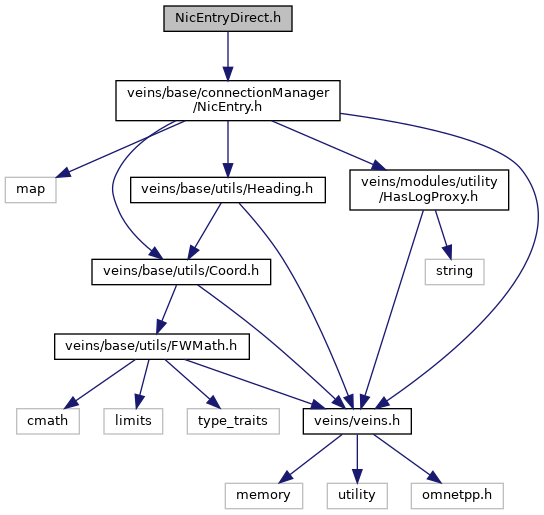 NicEntryDirect.h
veins/base/connectionManager
/NicEntry.h
map
veins/base/utils/Heading.h
veins/modules/utility
/HasLogProxy.h
veins/base/utils/Coord.h
string
veins/base/utils/FWMath.h
cmath
limits
type_traits
veins/veins.h
memory
utility
omnetpp.h